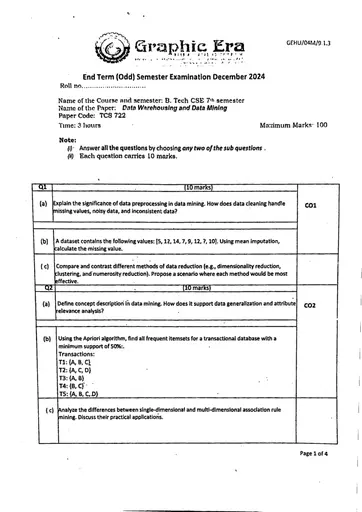 GEHU/04M/0 1.3
Graphic Era
End Term (Odd) Semester Examination December 2024
Roll no............................
Name of the Course and semester: B. Tech CSE 7th semester
Name of the Paper: Data Warehousing and Data Mining
Paper Code: TCS 722
Time: 3 hours Maximum Marks: 100
Note:
(i) Answer all the questions by choosing any two of the sub questions .
(ii) Each question carries 10 marks.
Q1 (10 marks)
(a) Explain the significance of data preprocessing in data mining. How does data cleaning handle CO1
missing values, noisy data, and inconsistent data?
(b) A dataset contains the following values: [5, 12, 14, 7, 9, 12, 7, 10]. Using mean imputation,
calculate the missing value.
(c) Compare and contrast different methods of data reduction (e.g., dimensionality reduction,
clustering, and numerosity reduction). Propose a scenario where each method would be most
effective.
Q2 (10 marks)
(a) Define concept description in data mining. How does it support data generalization and attribute CO2
relevance analysis?
(b) Using the Apriori algorithm, find all frequent itemsets for a transactional database with a
minimum support of 50%.
Transactions:
T1: {A, B, C}
T2: {A, C, D}
T3: {A, B}
T4: {B, C}
T5: {A, B, C, D}
(c) Analyze the differences between single-dimensional and multi-dimensional association rule
mining. Discuss their practical applications.
Page 1 of 4